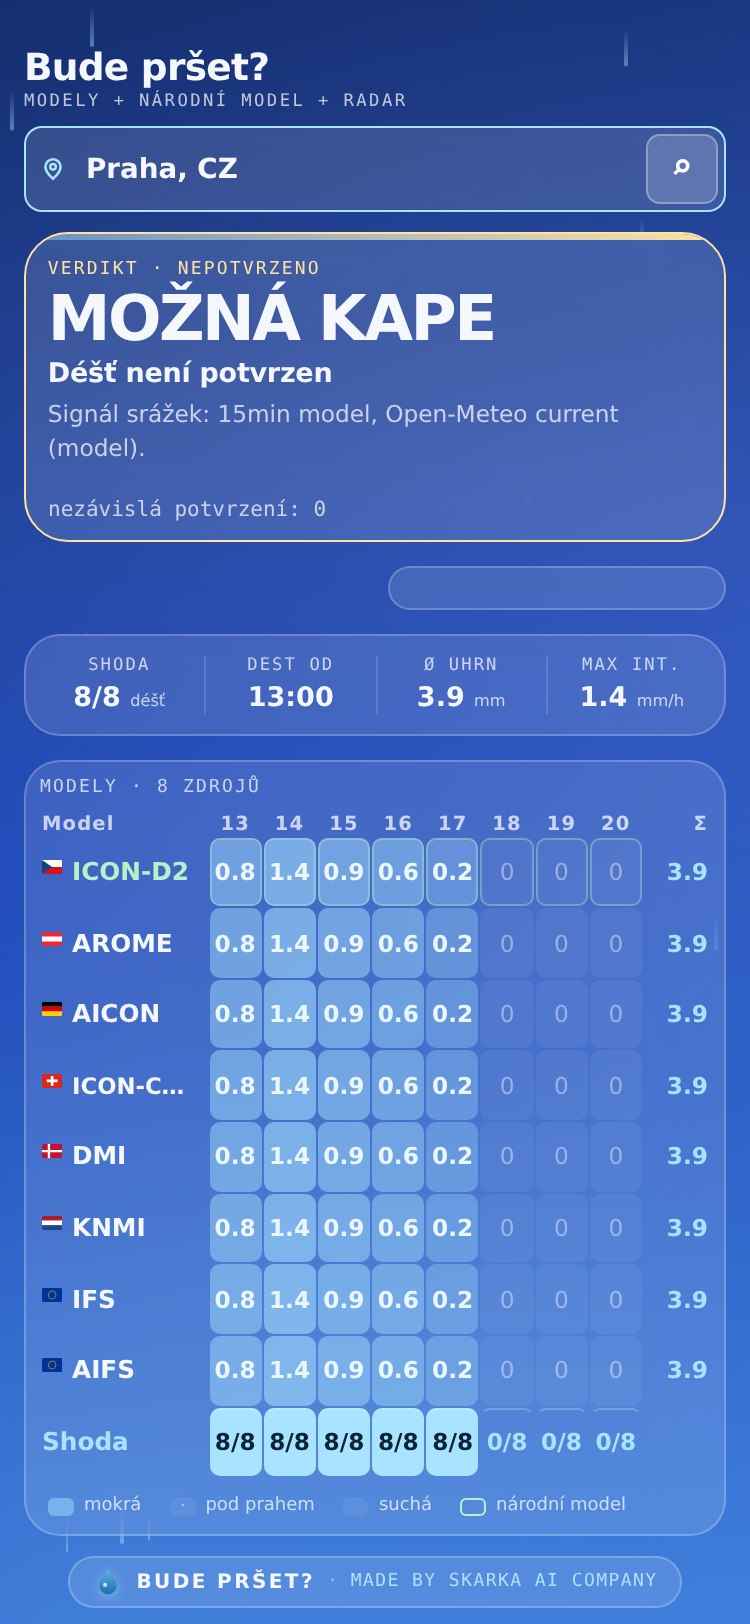 Bude pršet?
MODELY + NÁRODNÍ MODEL + RADAR
Praha, CZ
VERDIKT · NEPOTVRZENO
MOŽNÁ KAPE
Déšť není potvrzen
Signál srážek: 15min model, Open-Meteo current
(model).
nezávislá potvrzení: 0
SHODA DEST OD Ø UHRN MAX INT.
8/8 déšť 13:00 3.9 mm 1.4 mm/h
MODELY · 8 ZDROJŮ
Model 13 14 15 16 17 18 19 20 Σ
ICON-D2 0.8 1.4 0.9 0.6 0.2 0 0 0 3.9
AROME 0.8 1.4 0.9 0.6 0.2 0 0 0 3.9
AICON 0.8 1.4 0.9 0.6 0.2 0 0 0 3.9
ICON-C… 0.8 1.4 0.9 0.6 0.2 0 0 0 3.9
DMI 0.8 1.4 0.9 0.6 0.2 0 0 0 3.9
KNMI 0.8 1.4 0.9 0.6 0.2 0 0 0 3.9
IFS 0.8 1.4 0.9 0.6 0.2 0 0 0 3.9
AIFS 0.8 1.4 0.9 0.6 0.2 0 0 0 3.9
Shoda 8/8 8/8 8/8 8/8 8/8 0/8 0/8 0/8
mokrá · pod prahem suchá národní model
BUDE PRŠET? · MADE BY SKARKA AI COMPANY